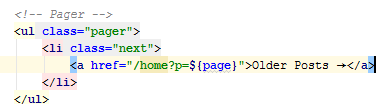 <!-- Pager -->
<ul class="pager">
<li class="next">
<a href="/home?p=${page}">Older Posts →</a>
</li>
</ul>